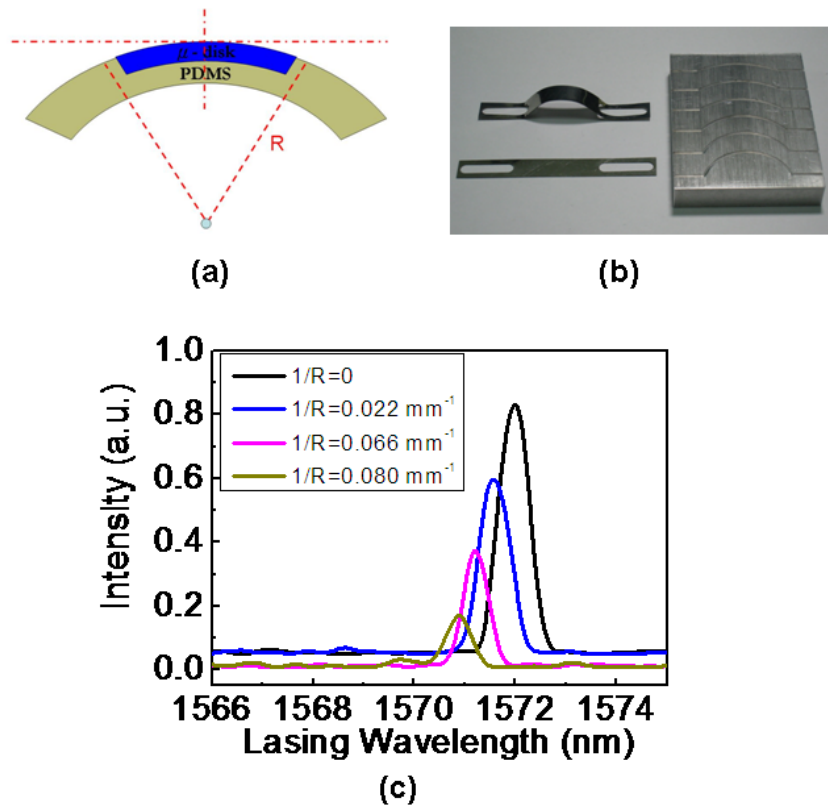 μ - disk
PDMS
R
(a)
(b)
1/R=0
1/R=0.022 mm⁻¹
1/R=0.066 mm⁻¹
1/R=0.080 mm⁻¹
1.0
0.8
0.6
0.4
0.2
0.0
Intensity (a.u.)
1566 1568 1570 1572 1574
Lasing Wavelength (nm)
(c)